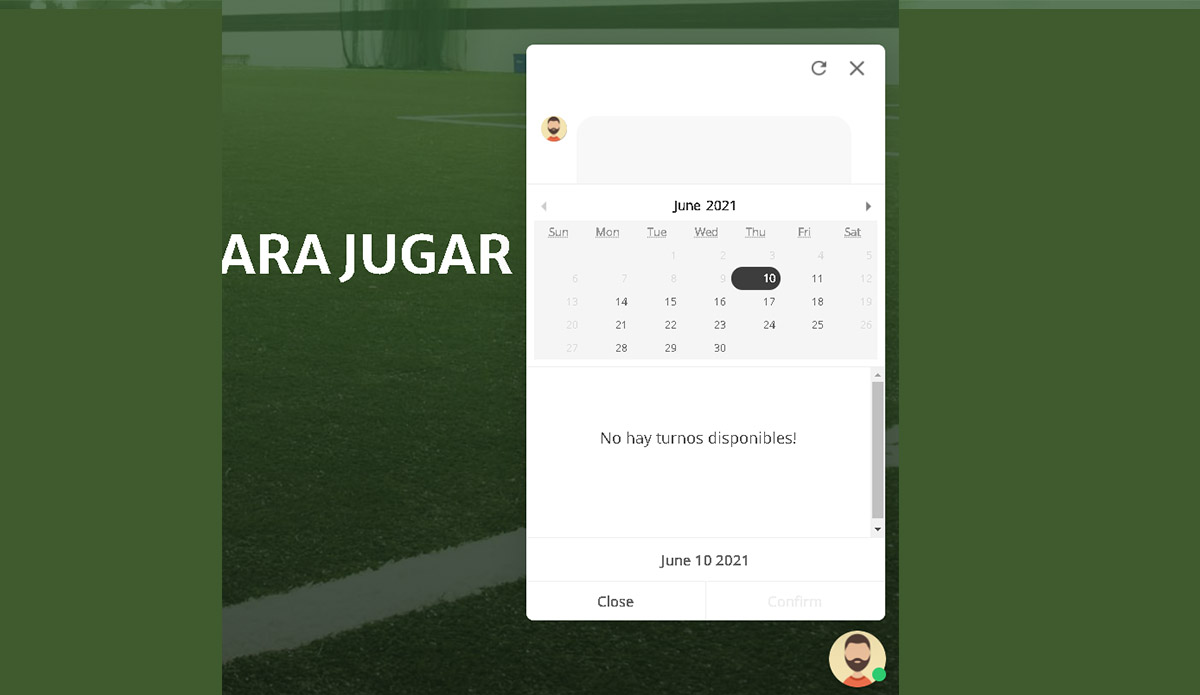 ARA JUGAR
June 2021
Sun Mon Tue Wed Thu Fri Sat
1 2 3 4 5
6 7 8 9 10 11 12
13 14 15 16 17 18 19
20 21 22 23 24 25 26
27 28 29 30
No hay turnos disponibles!
June 10 2021
Close Confirm